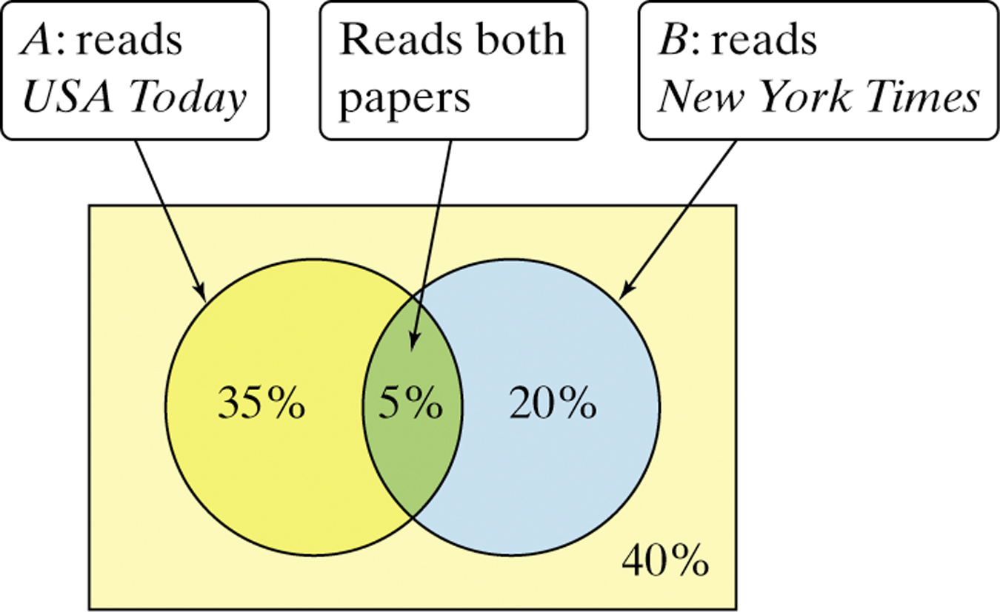 A: reads
USA Today
Reads both
papers
B: reads
New York Times
35%
5%
20%
40%